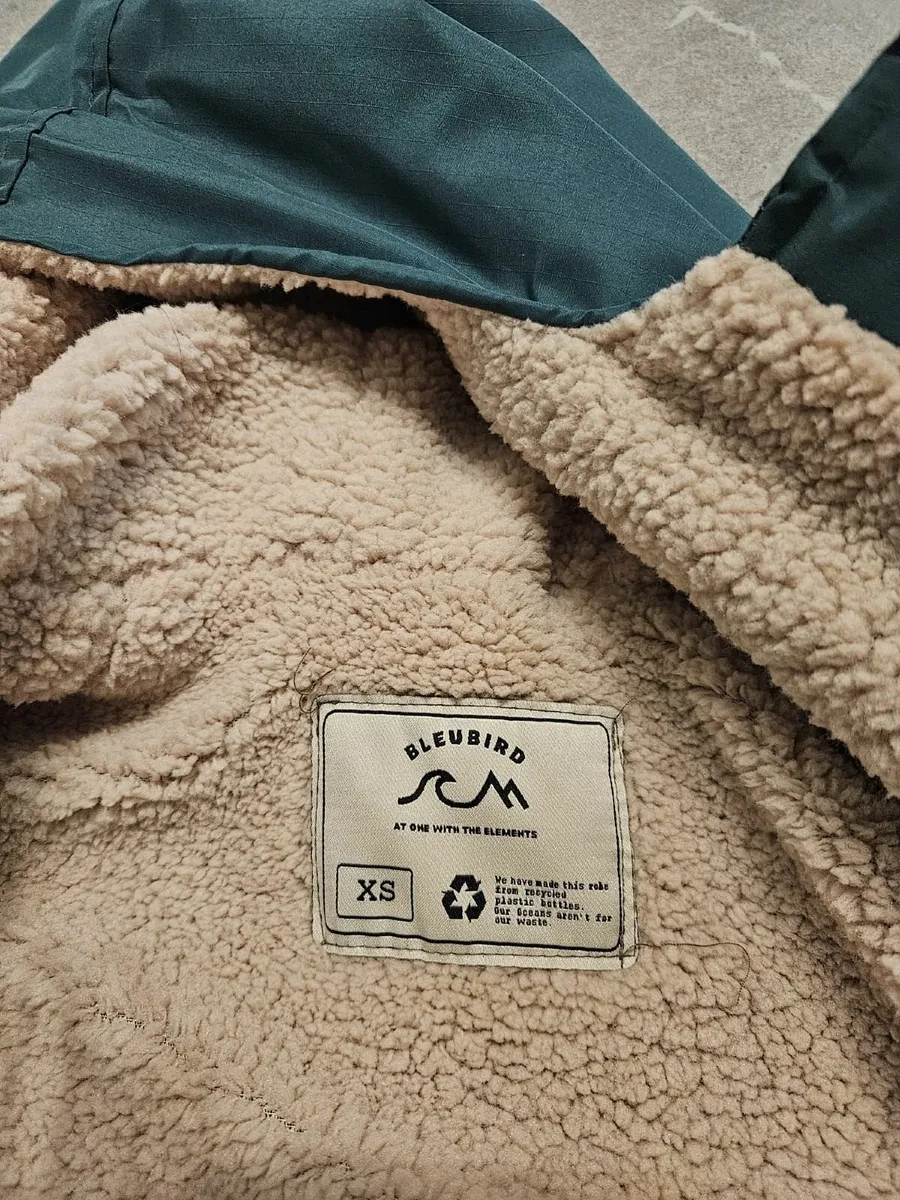 BLEUBIRD
AT ONE WITH THE ELEMENTS
XS
We have made this robe
from recycled
plastic bottles.
Our Oceans aren't for
our waste.